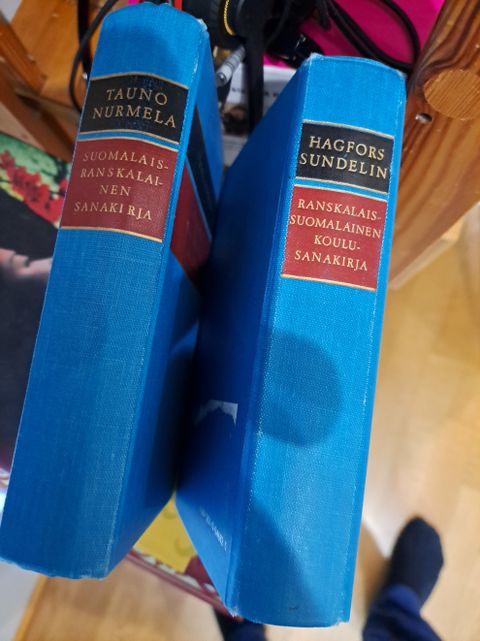 TAUNO
NURMELA
SUOMALAIS-
RANSKALAI-
NEN
SANAKIRJA
HAGFORS
SUNDELIN
RANSKALAIS-
SUOMALAINEN
KOULU-
SANAKIRJA